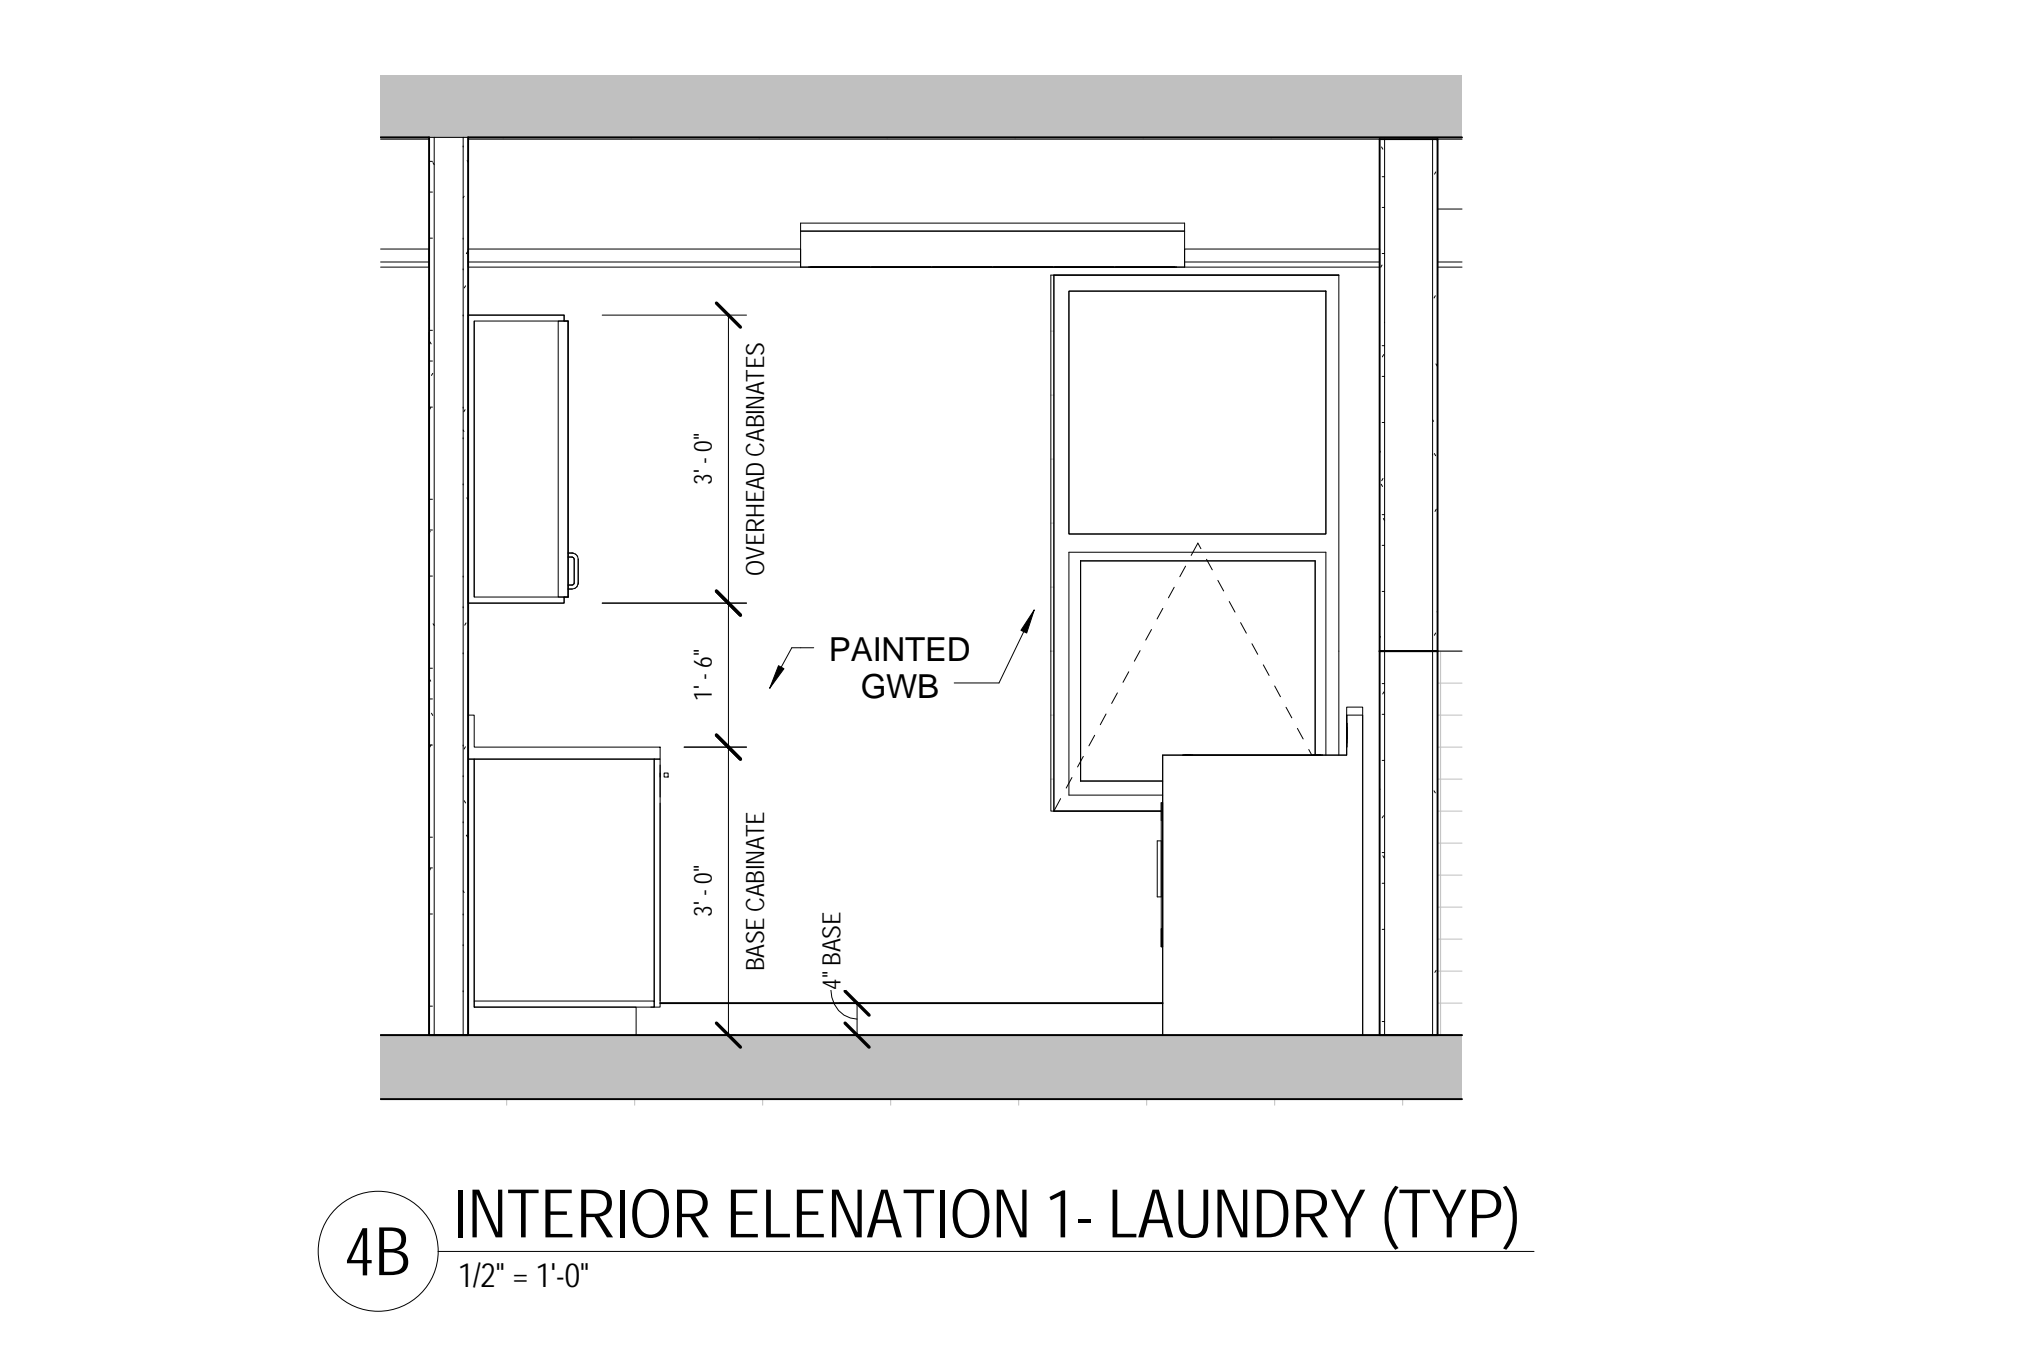 3' - 0"
OVERHEAD CABINATES
1' - 6"
PAINTED
GWB
3' - 0"
BASE CABINATE
4" BASE
4B
INTERIOR ELENATION 1- LAUNDRY (TYP)
1/2" = 1'-0"